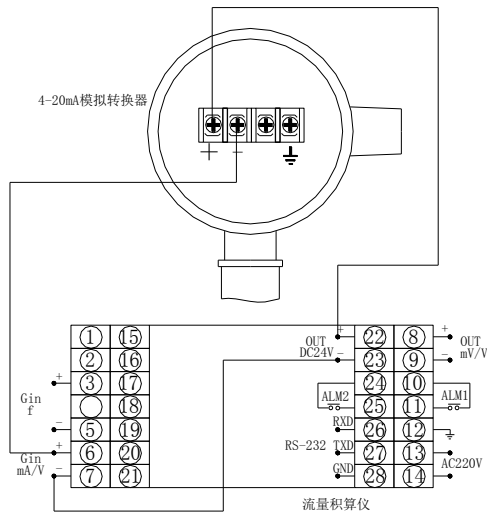 4-20mA模拟转换器
+ -
1 15
2 16
3 17
18
5 19
6 20
7 21
+
Gin
f
-
+
Gin
mA/V
-
22 8
23 9
24 10
25 11
26 12
27 13
28 14
OUT +
DC24V -
ALM2
RXD
RS-232 TXD
GND
+
OUT
mV/V
-
ALM1
AC220V
流量积算仪